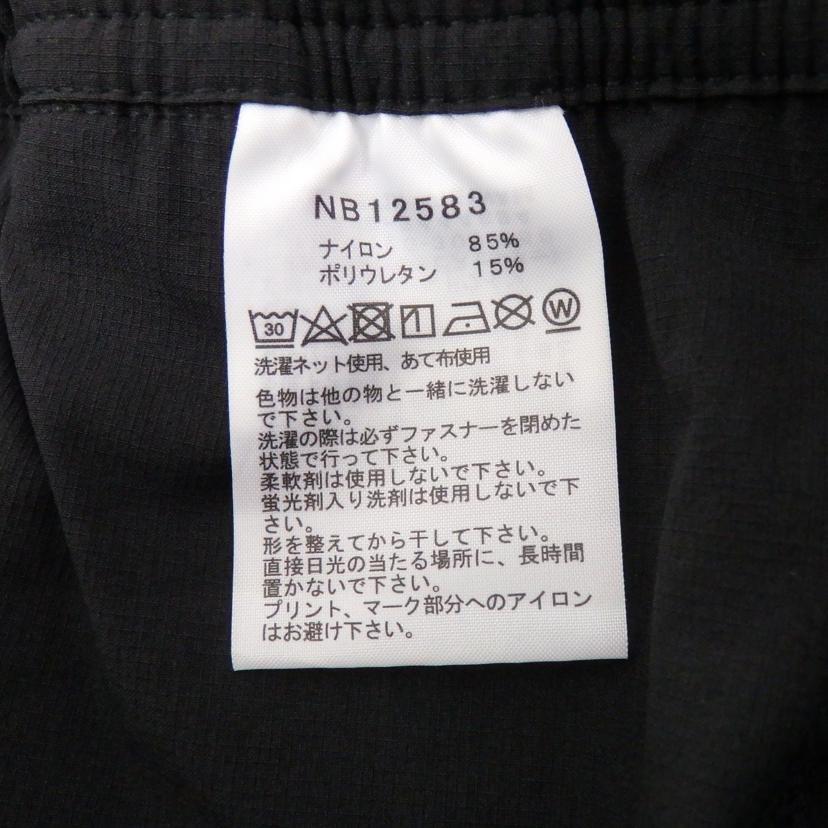 NB12583
ナイロン 85%
ポリウレタン 15%
30 W
洗濯ネット使用、あて布使用
色物は他の物と一緒に洗濯しない
で下さい。
洗濯の際は必ずファスナーを閉めた
状態で行って下さい。
柔軟剤は使用しないで下さい。
蛍光剤入り洗剤は使用しないで下
さい。
形を整えてから干して下さい。
直接日光の当たる場所に、長時間
置かないで下さい。
プリント、マーク部分へのアイロン
はお避け下さい。